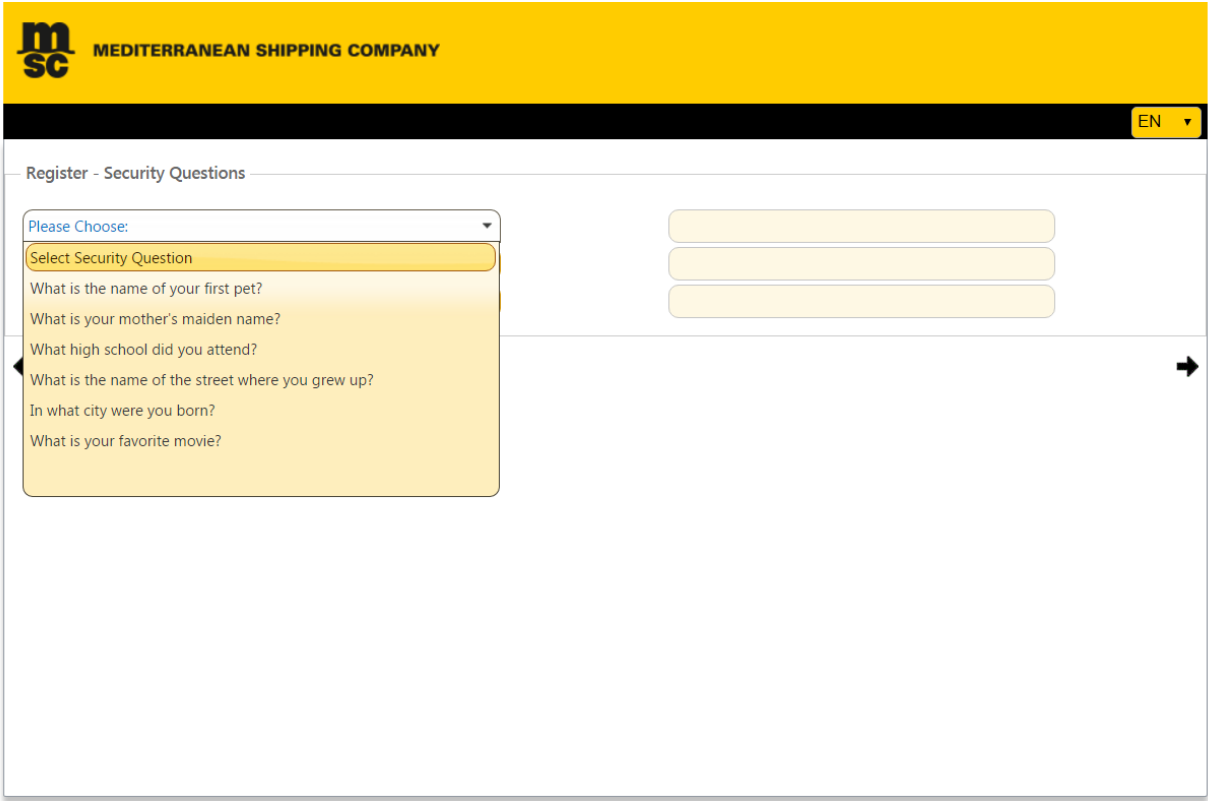 msc
MEDITERRANEAN SHIPPING COMPANY
EN
Register - Security Questions
Please Choose:
Select Security Question
What is the name of your first pet?
What is your mother's maiden name?
What high school did you attend?
What is the name of the street where you grew up?
In what city were you born?
What is your favorite movie?